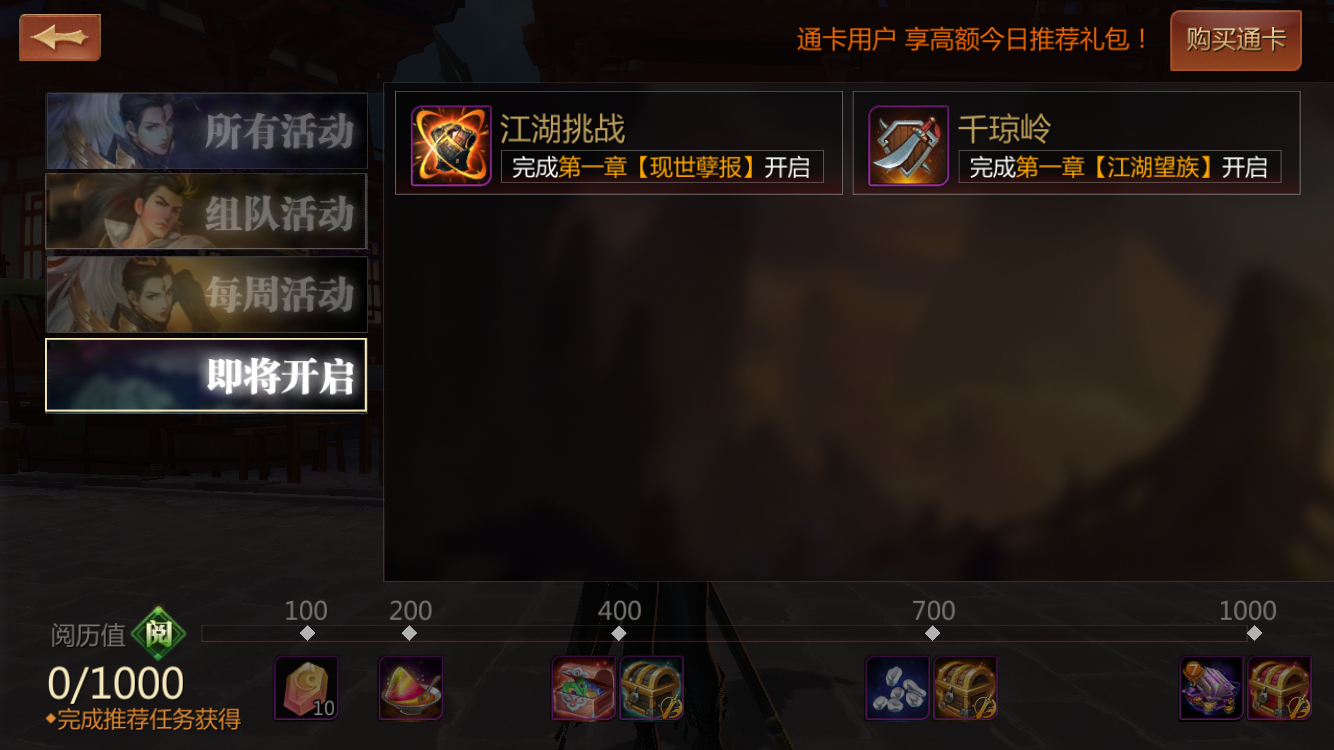 通卡用户 享高额今日推荐礼包！
购买通卡
所有活动
组队活动
每周活动
即将开启
江湖挑战
完成第一章【现世孽报】开启
千琼岭
完成第一章【江湖望族】开启
100
200
400
700
1000
阅历值
阅
0/1000
完成推荐任务获得
10